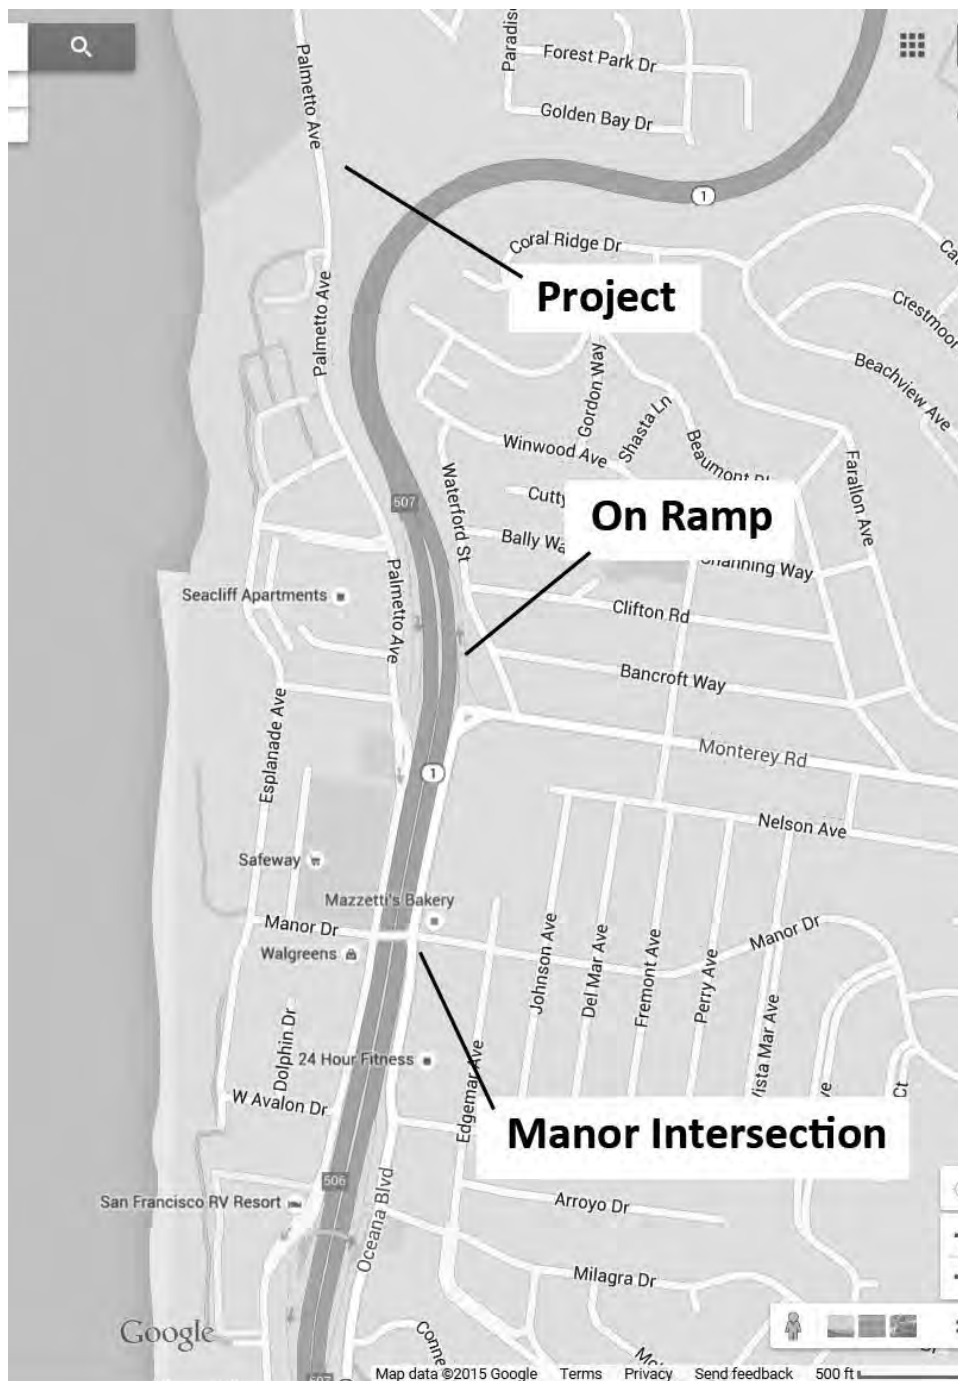 Palmetto Ave
Paradis
Forest Park Dr
Golden Bay Dr
1
Coral Ridge Dr
Project
Palmetto Ave
Crestmoor
Beachview Ave
Gordon Way
Shasta Ln
Winwood Ave
Beaumont
Farallon Ave
507
Waterford St
Cutty
On Ramp
Bally Wa
Channing Way
Seacliff Apartments
Palmetto Ave
Clifton Rd
Bancroft Way
Esplanade Ave
Monterey Rd
1
Nelson Ave
Safeway
Mazzetti's Bakery
Manor Dr
Manor Dr
Walgreens
Johnson Ave
Del Mar Ave
Fremont Ave
Perry Ave
Vista Mar Ave
Dolphin Dr
24 Hour Fitness
Edgemar Ave
ve
Ct
W Avalon Dr
Manor Intersection
506
San Francisco RV Resort
Oceana Blvd
Arroyo Dr
Milagra Dr
Google
Conne
Map data ©2015 Google Terms Privacy Send feedback 500 ft